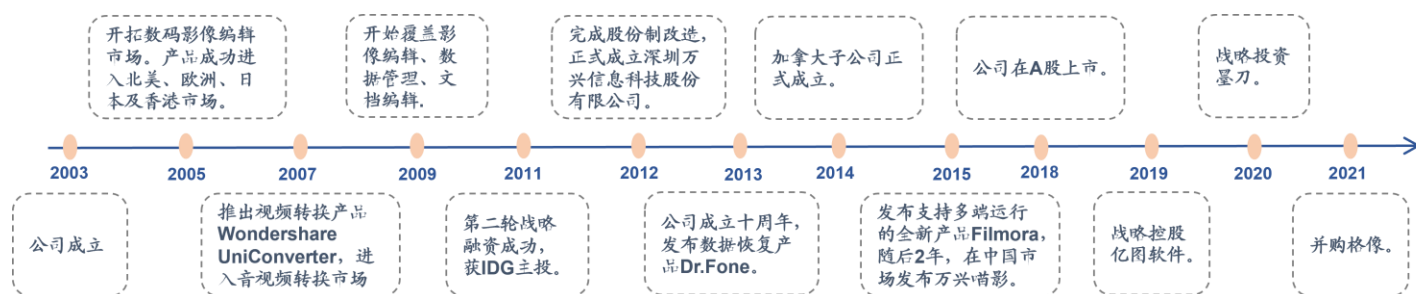 开拓数码影像编辑
市场。产品成功进
入北美、欧洲、日
本及香港市场。
开始覆盖影
像编辑、数
据管理、文
档编辑.
完成股份制改造,
正式成立深圳万
兴信息科技股份
有限公司。
加拿大子公司正
式成立。
公司在A股上市。
战略投资
墨刀。
2003
2005
2007
2009
2011
2012
2013
2014
2015
2018
2019
2020
2021
公司成立
推出视频转换产品
Wondershare
UniConverter，进
入音视频转换市场
第二轮战略
融资成功，
获IDG主投。
公司成立十周年，
发布数据恢复产
品Dr.Fone。
发布支持多端运行
的全新产品Filmora，
随后2年，在中国市
场发布万兴喵影。
战略控股
亿图软件。
并购格像。